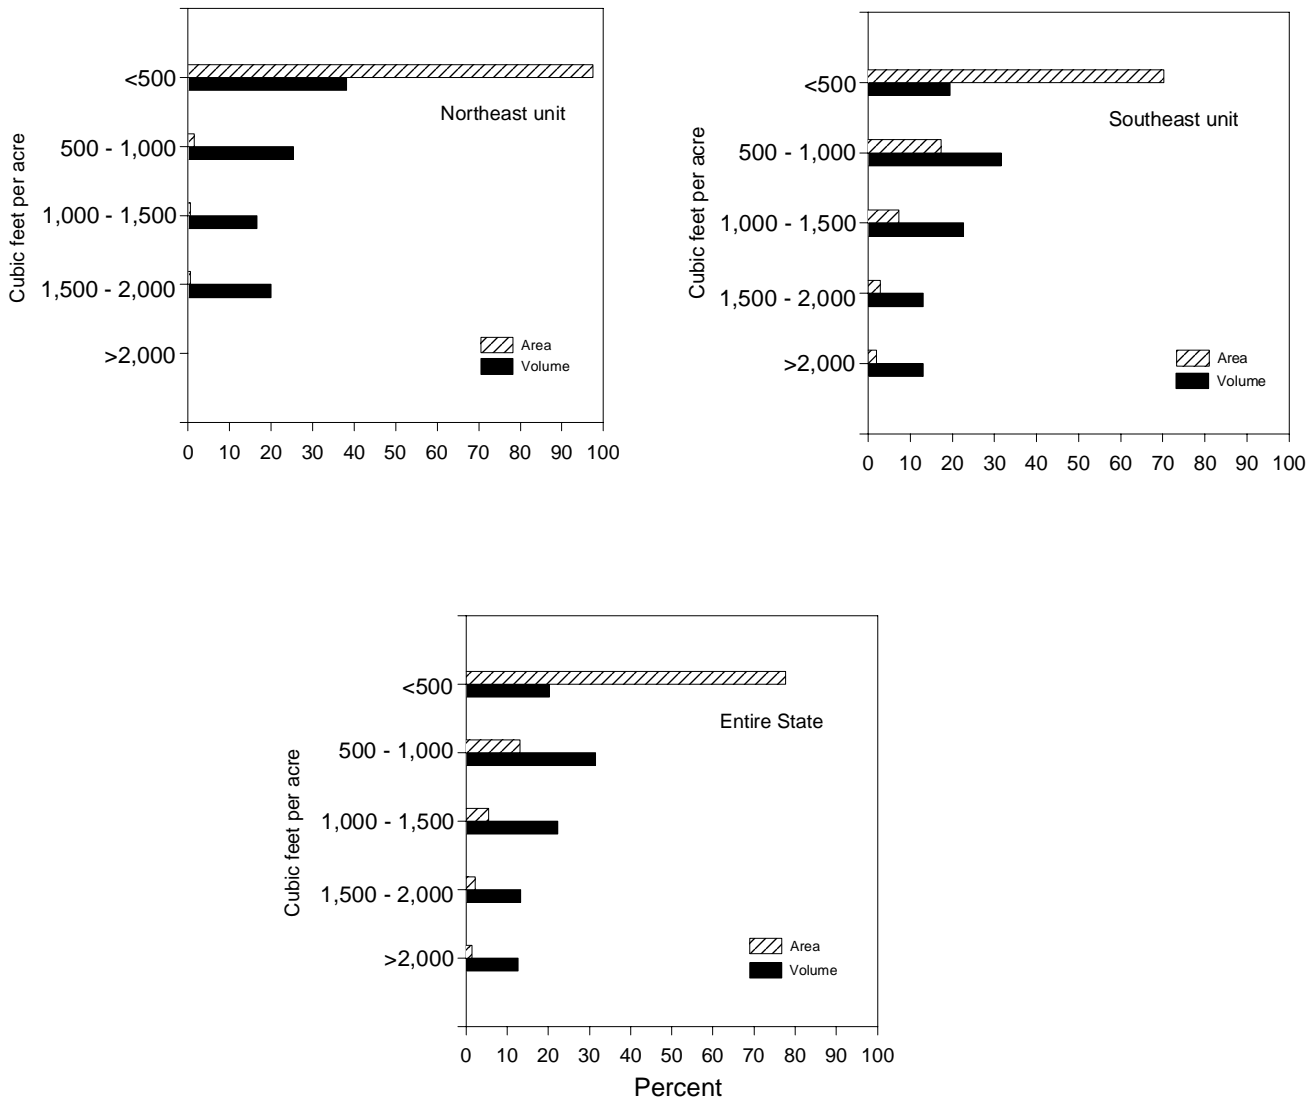 Northeast unit
Cubic feet per acre
<500
500 - 1,000
1,000 - 1,500
1,500 - 2,000
>2,000
Area
Volume
0 10 20 30 40 50 60 70 80 90 100
Southeast unit
Cubic feet per acre
<500
500 - 1,000
1,000 - 1,500
1,500 - 2,000
>2,000
Area
Volume
0 10 20 30 40 50 60 70 80 90 100
Entire State
Cubic feet per acre
<500
500 - 1,000
1,000 - 1,500
1,500 - 2,000
>2,000
Area
Volume
0 10 20 30 40 50 60 70 80 90 100
Percent